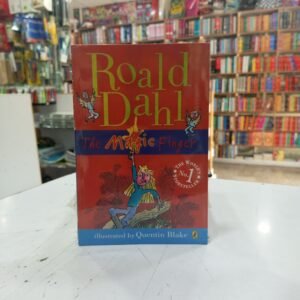 Roald
Dahl
The Magic Finger
THE WORLD'S
No. 1
STORYTELLER
illustrated by Quentin Blake